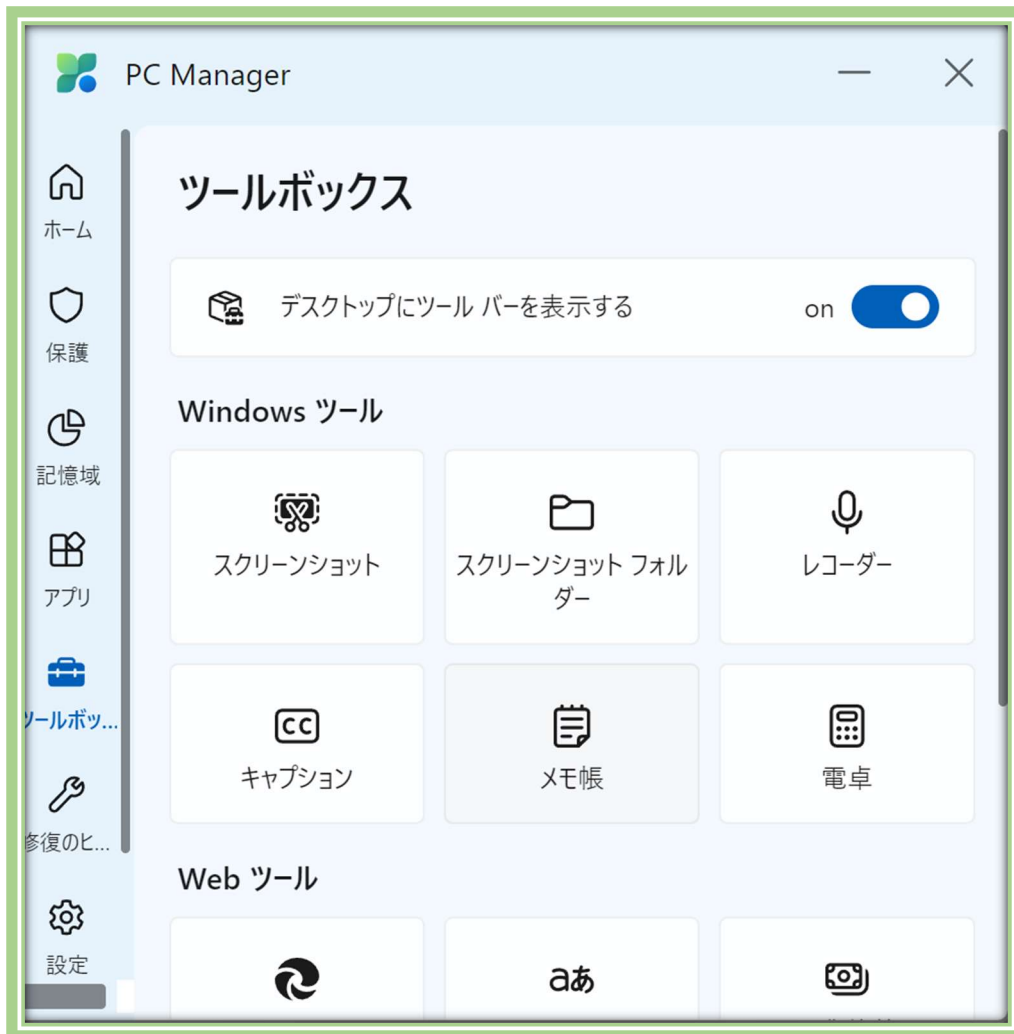 PC Manager
ホーム
保護
記憶域
アプリ
ツールボッ...
修復のヒ...
設定
ツールボックス
デスクトップにツール バーを表示する
on
Windows ツール
スクリーンショット
スクリーンショット フォル
ダー
レコーダー
キャプション
メモ帳
電卓
Web ツール
aあ